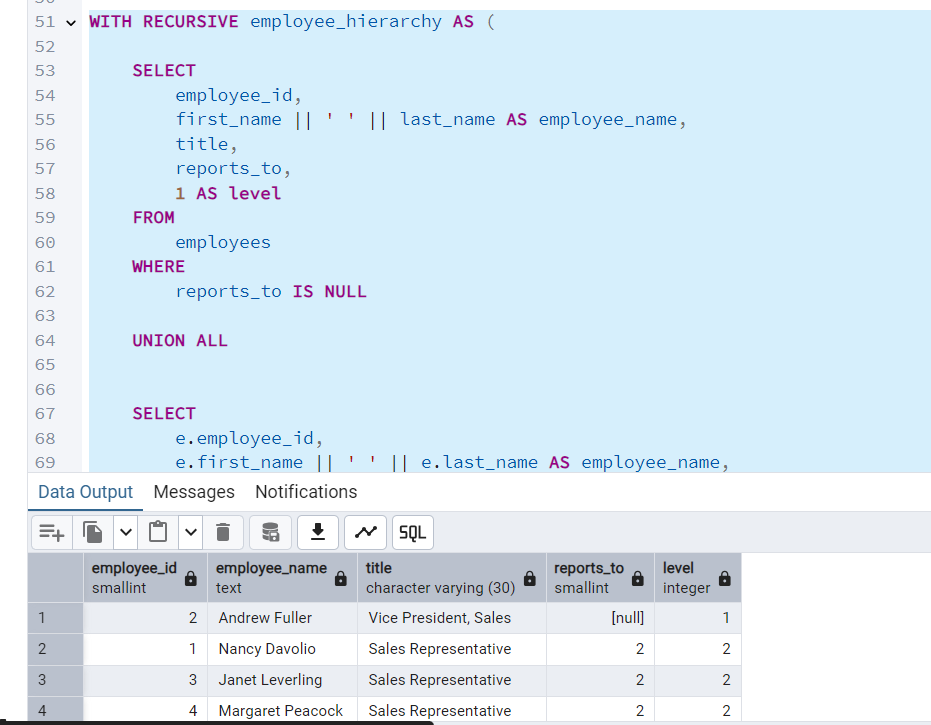 51 WITH RECURSIVE employee_hierarchy AS (
52
53 SELECT
54 employee_id,
55 first_name || ' ' || last_name AS employee_name,
56 title,
57 reports_to,
58 1 AS level
59 FROM
60 employees
61 WHERE
62 reports_to IS NULL
63
64 UNION ALL
65
66
67 SELECT
68 e.employee_id,
69 e.first_name || ' ' || e.last_name AS employee_name,
Data Output Messages Notifications
SQL
employee_id employee_name title reports_to level
smallint text character varying (30) smallint integer
1 2 Andrew Fuller Vice President, Sales [null] 1
2 1 Nancy Davolio Sales Representative 2 2
3 3 Janet Leverling Sales Representative 2 2
4 4 Margaret Peacock Sales Representative 2 2